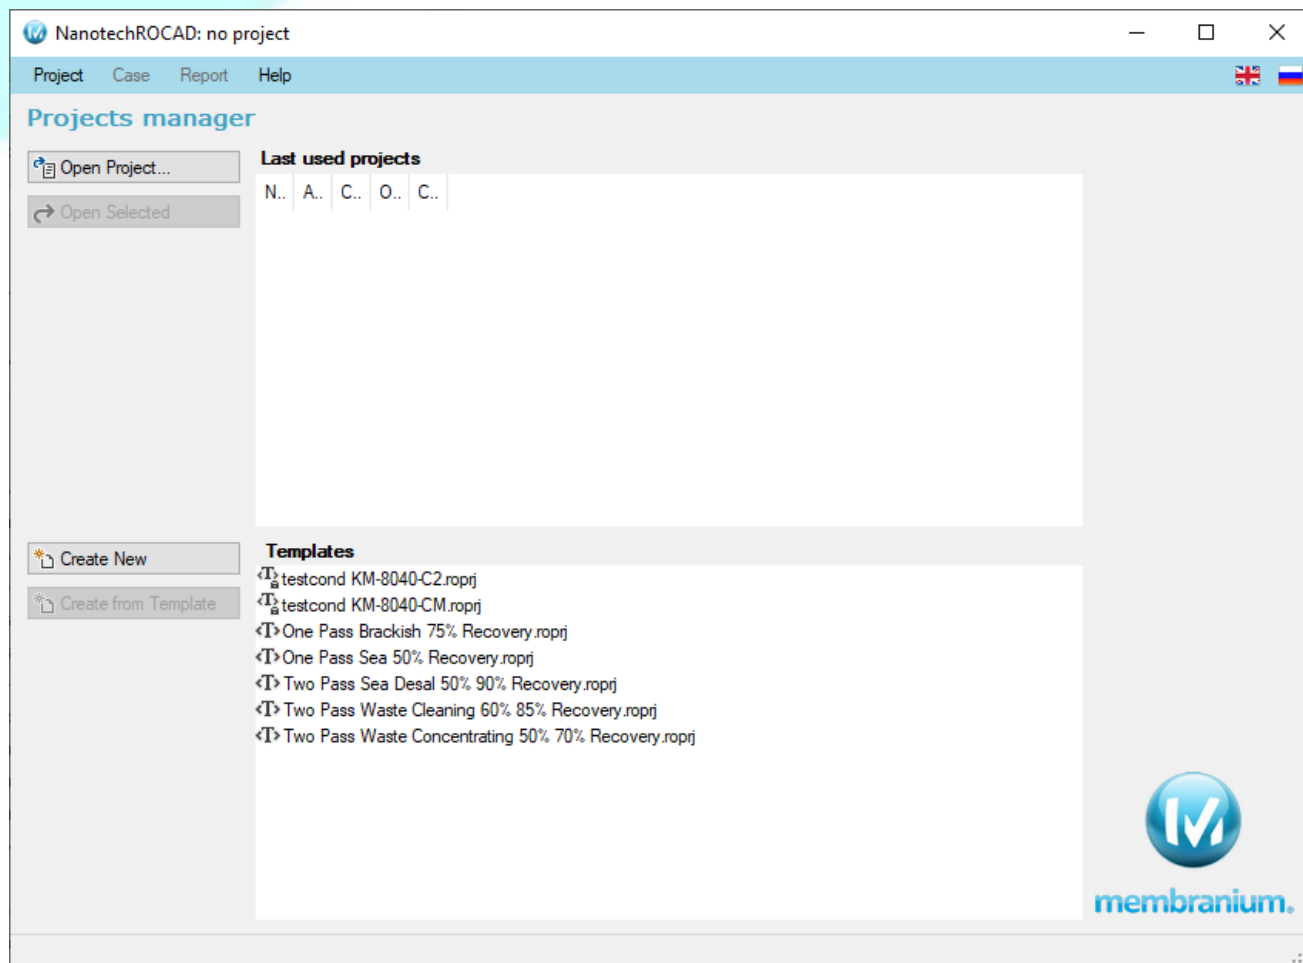 NanotechROCAD: no project
Project Case Report Help
Projects manager
Open Project...
Last used projects
Open Selected
N.. A.. C.. O.. C..
Create New
Templates
Create from Template
testcond KM-8040-C2.roprj
testcond KM-8040-CM.roprj
One Pass Brackish 75% Recovery.roprj
One Pass Sea 50% Recovery.roprj
Two Pass Sea Desal 50% 90% Recovery.roprj
Two Pass Waste Cleaning 60% 85% Recovery.roprj
Two Pass Waste Concentrating 50% 70% Recovery.roprj
membranium®